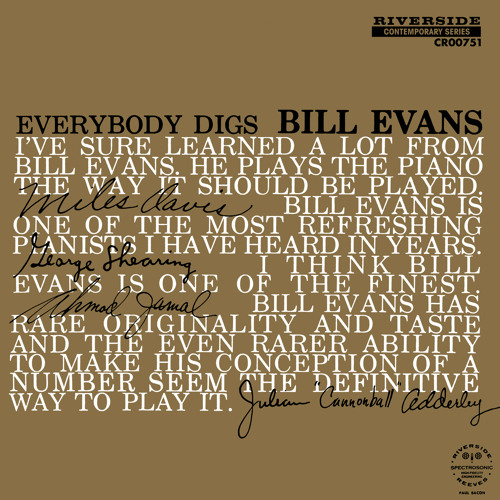 RIVERSIDE
CONTEMPORARY SERIES
CR00751
EVERYBODY DIGS BILL EVANS
I'VE SURE LEARNED A LOT FROM
BILL EVANS. HE PLAYS THE PIANO
THE WAY IT SHOULD BE PLAYED.
Miles Davis BILL EVANS IS
ONE OF THE MOST REFRESHING
PIANISTS I HAVE HEARD IN YEARS.
George Shearing I THINK BILL
EVANS IS ONE OF THE FINEST.
Ahmad Jamal BILL EVANS HAS
RARE ORIGINALITY AND TASTE
AND THE EVEN RARER ABILITY
TO MAKE HIS CONCEPTION OF A
NUMBER SEEM THE DEFINITIVE
WAY TO PLAY IT. Julian "Cannonball" Adderley
RIVERSIDE
SPECTROSONIC
HIGH FIDELITY
ENGINEERING
REEVES
PAUL BACON